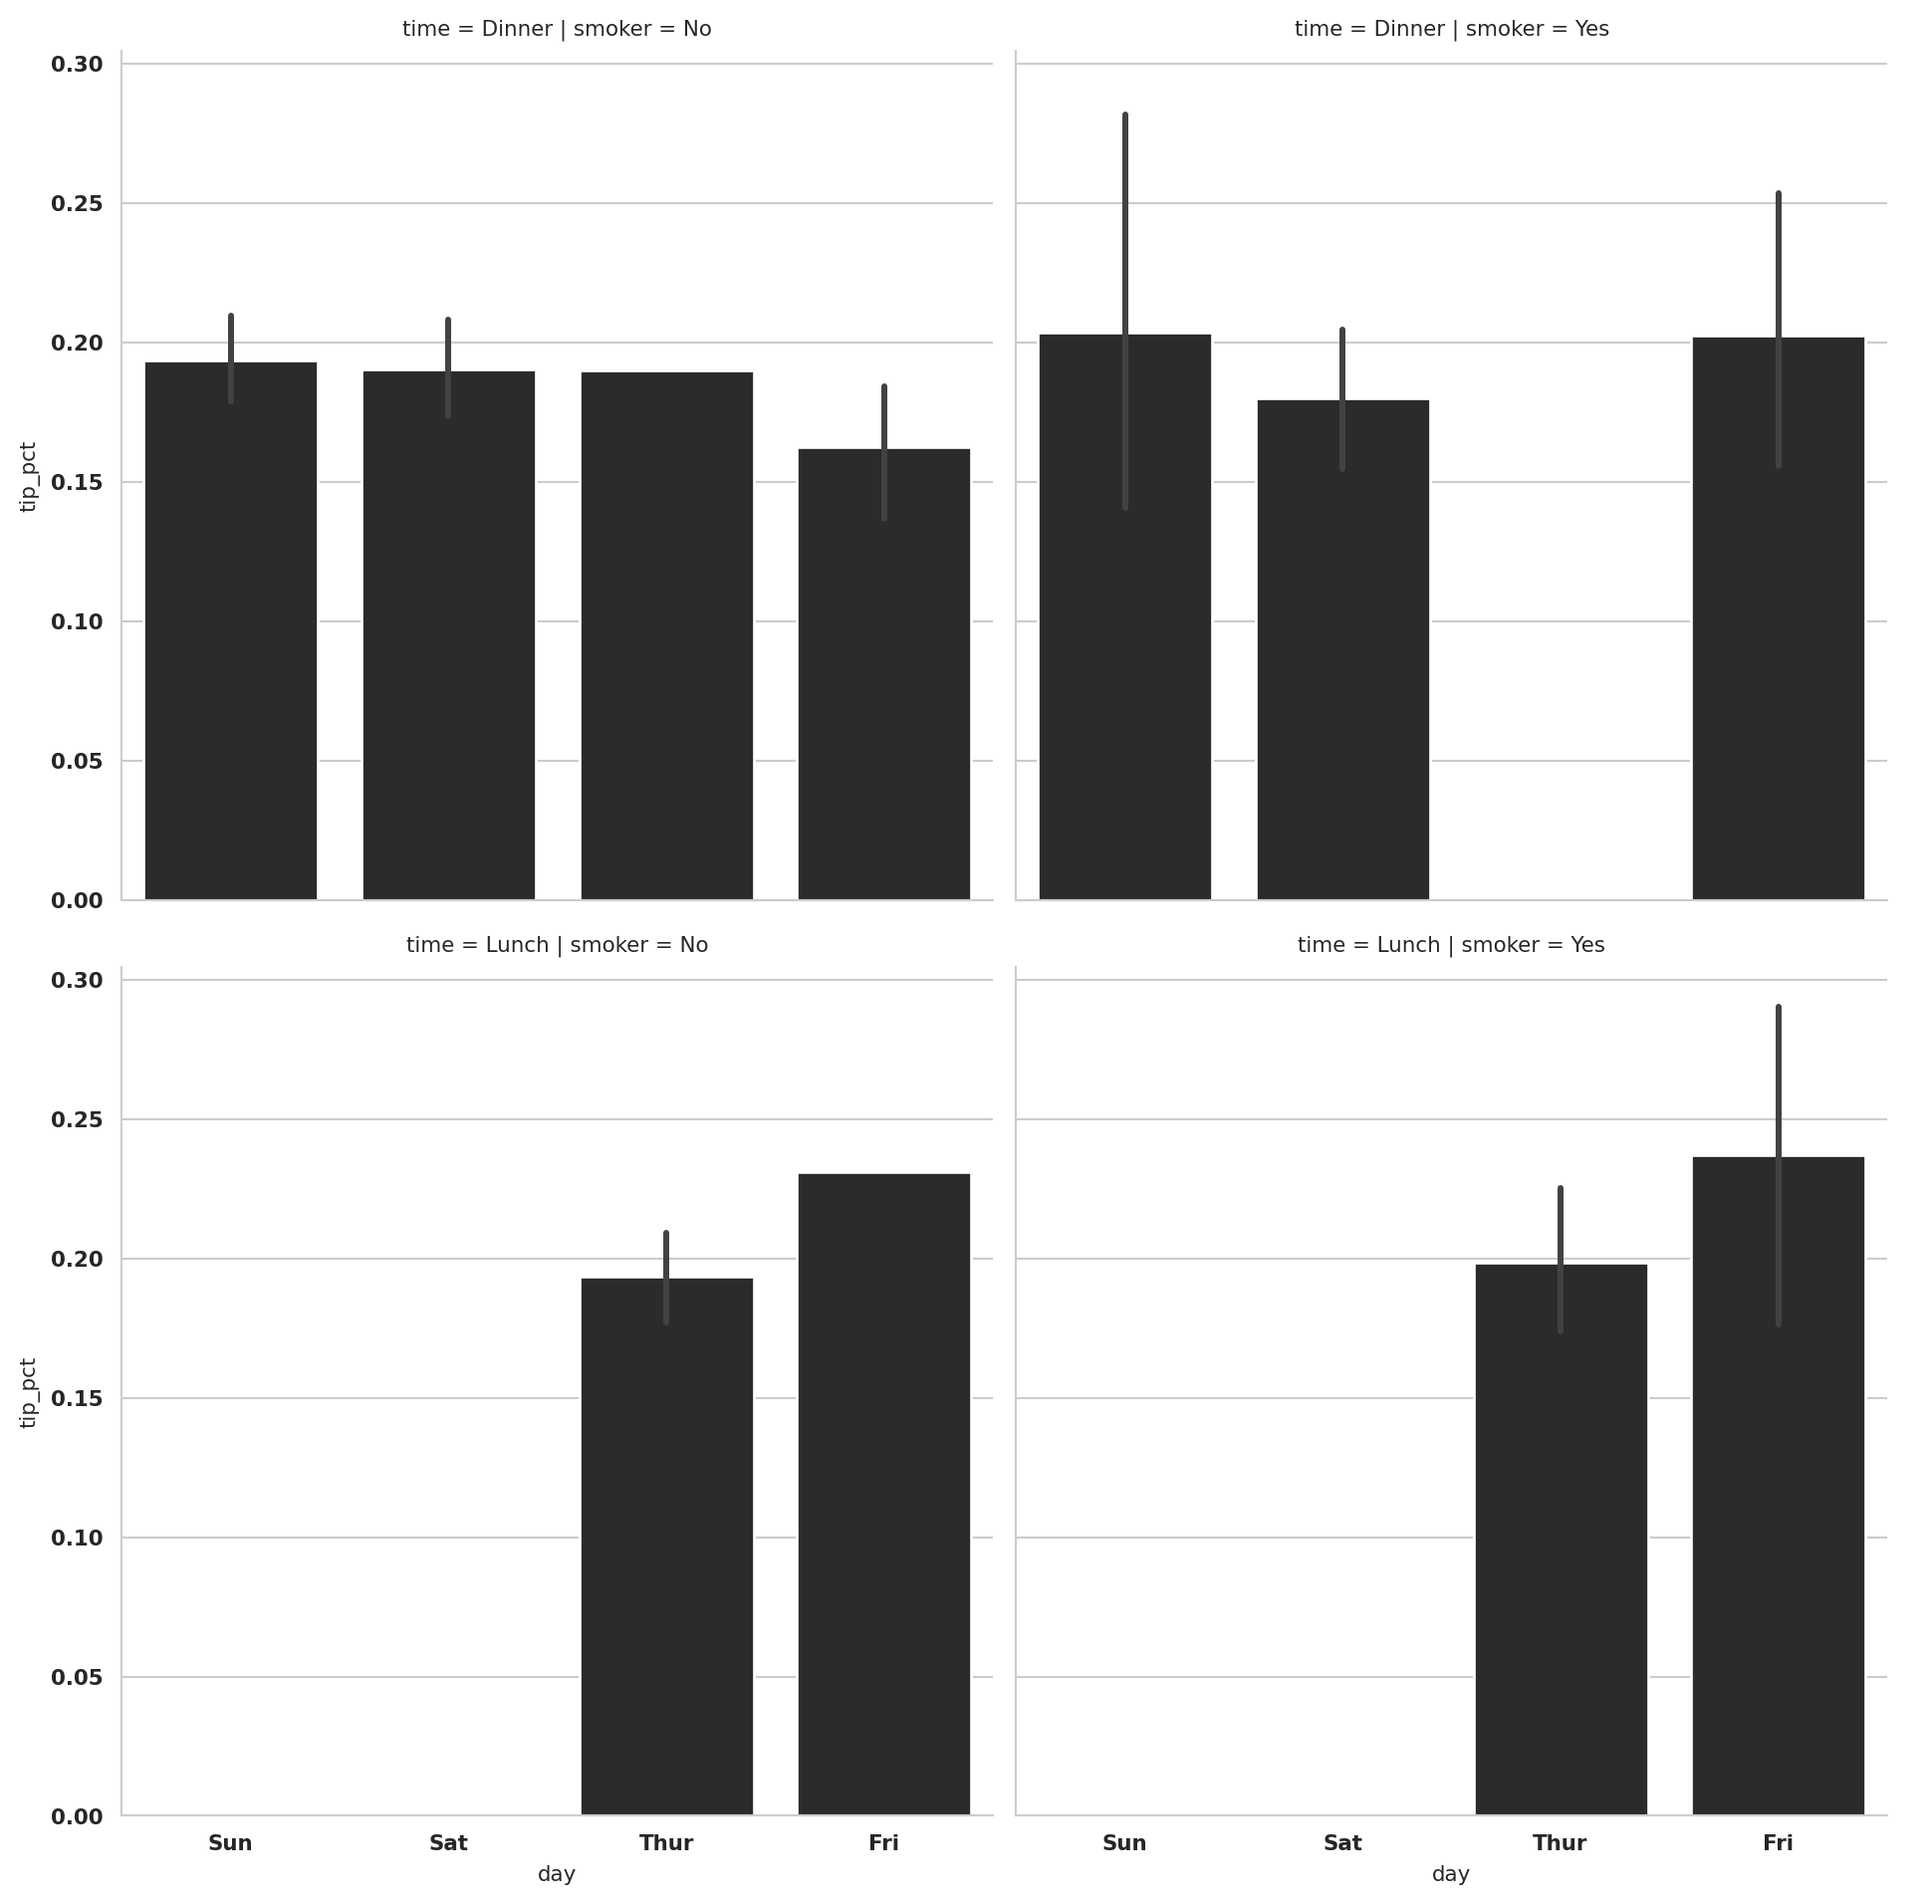 time = Dinner | smoker = No
time = Dinner | smoker = Yes
0.30
0.25
0.20
0.15
0.10
0.05
0.00
tip_pct
time = Lunch | smoker = No
time = Lunch | smoker = Yes
0.30
0.25
0.20
0.15
0.10
0.05
0.00
tip_pct
Sun Sat Thur Fri
Sun Sat Thur Fri
day
day